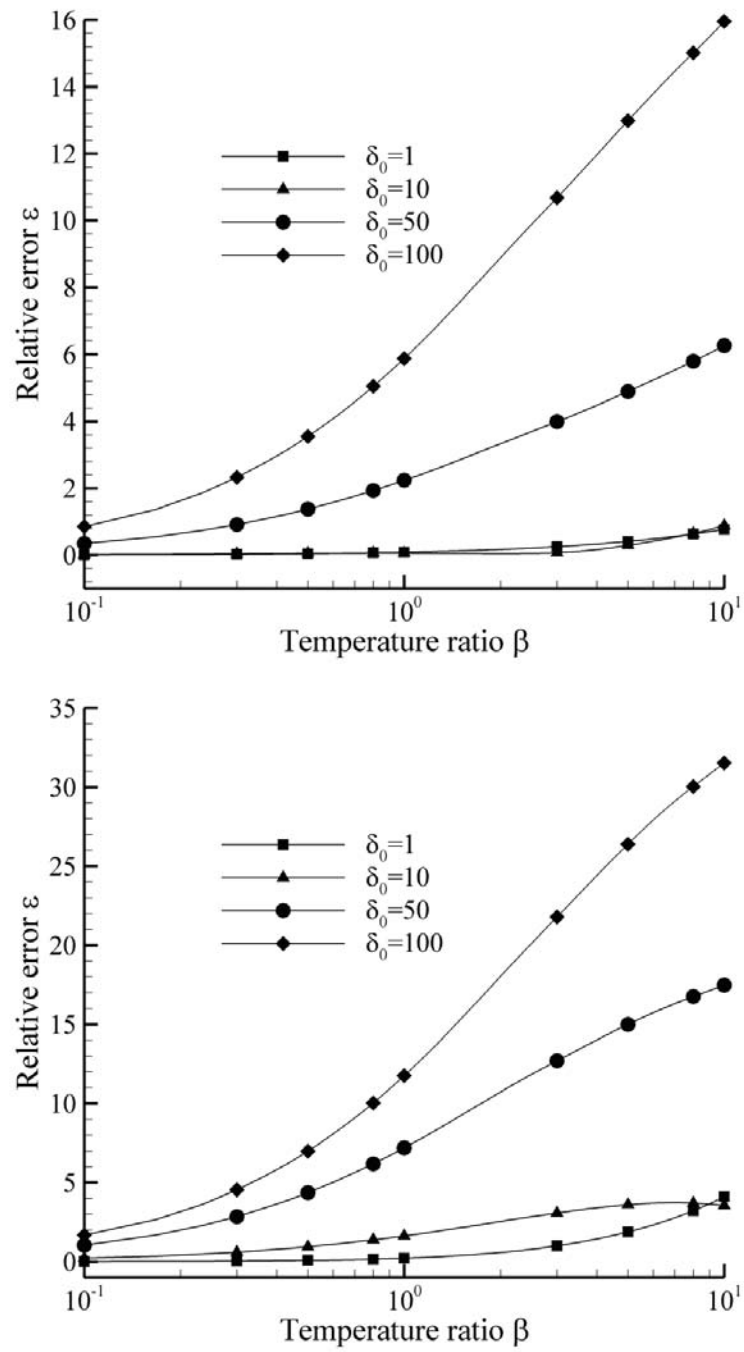 16
14
12
10
8
6
4
2
0
Relative error ε
δ₀=1
δ₀=10
δ₀=50
δ₀=100
10⁻¹ 10⁰ 10¹
Temperature ratio β
35
30
25
20
15
10
5
0
Relative error ε
δ₀=1
δ₀=10
δ₀=50
δ₀=100
10⁻¹ 10⁰ 10¹
Temperature ratio β